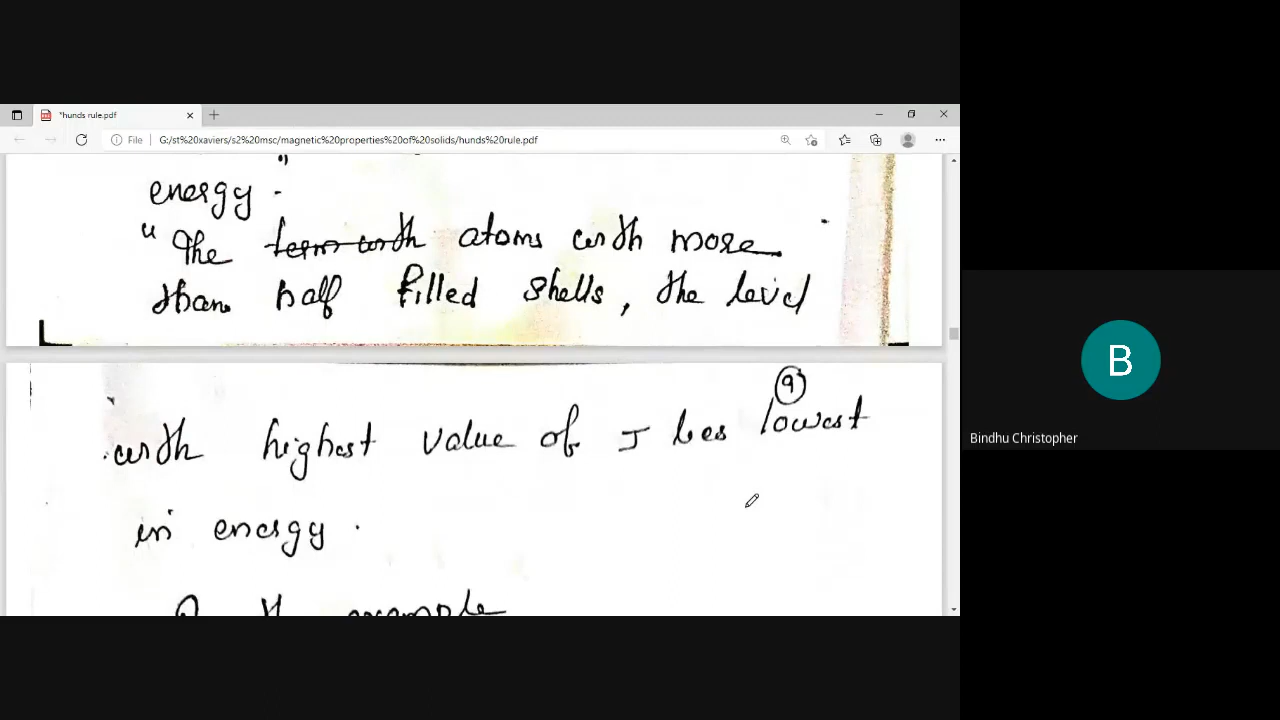 *hunds rule.pdf
File G:/st%20xaviers/s2%20msc/magnetic%20properties%20of%20solids/hunds%20rule.pdf
energy.
"The term with atoms with more
than half filled shells, the level
9
with highest value of J lies lowest
in energy.
example
B
Bindhu Christopher